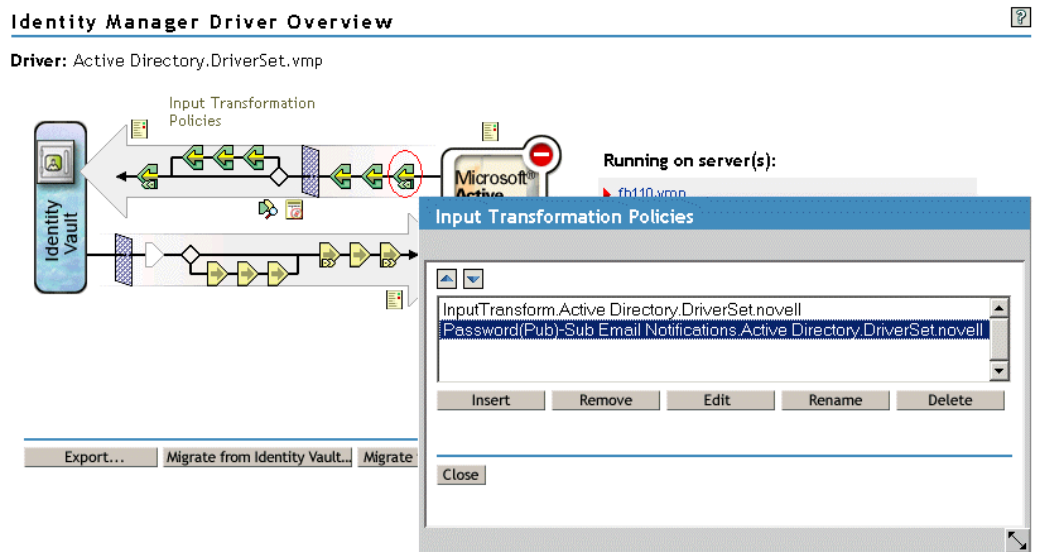 Identity Manager Driver Overview
?
Driver: Active Directory.DriverSet.vmp
Input Transformation
Policies
Microsoft®
Active
Identity
Vault
Running on server(s):
Input Transformation Policies
InputTransform.Active Directory.DriverSet.novell
Password(Pub)-Sub Email Notifications.Active Directory.DriverSet.novell
Insert Remove Edit Rename Delete
Export... Migrate from Identity Vault... Migrate
Close